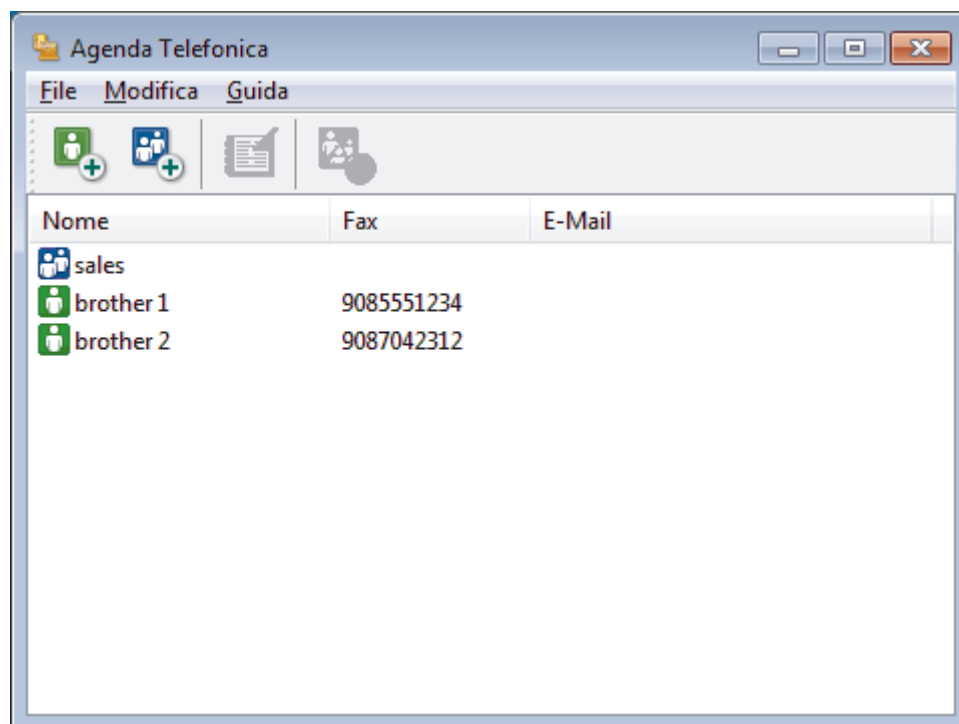 Agenda Telefonica
File Modifica Guida
Nome Fax E-Mail
sales
brother 1 9085551234
brother 2 9087042312